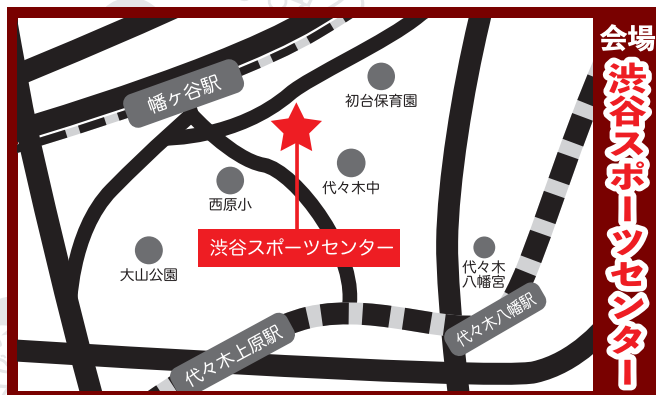 会場
渋谷スポーツセンター
幡ヶ谷駅
初台保育園
代々木中
西原小
渋谷スポーツセンター
大山公園
代々木
八幡宮
代々木八幡駅
代々木上原駅